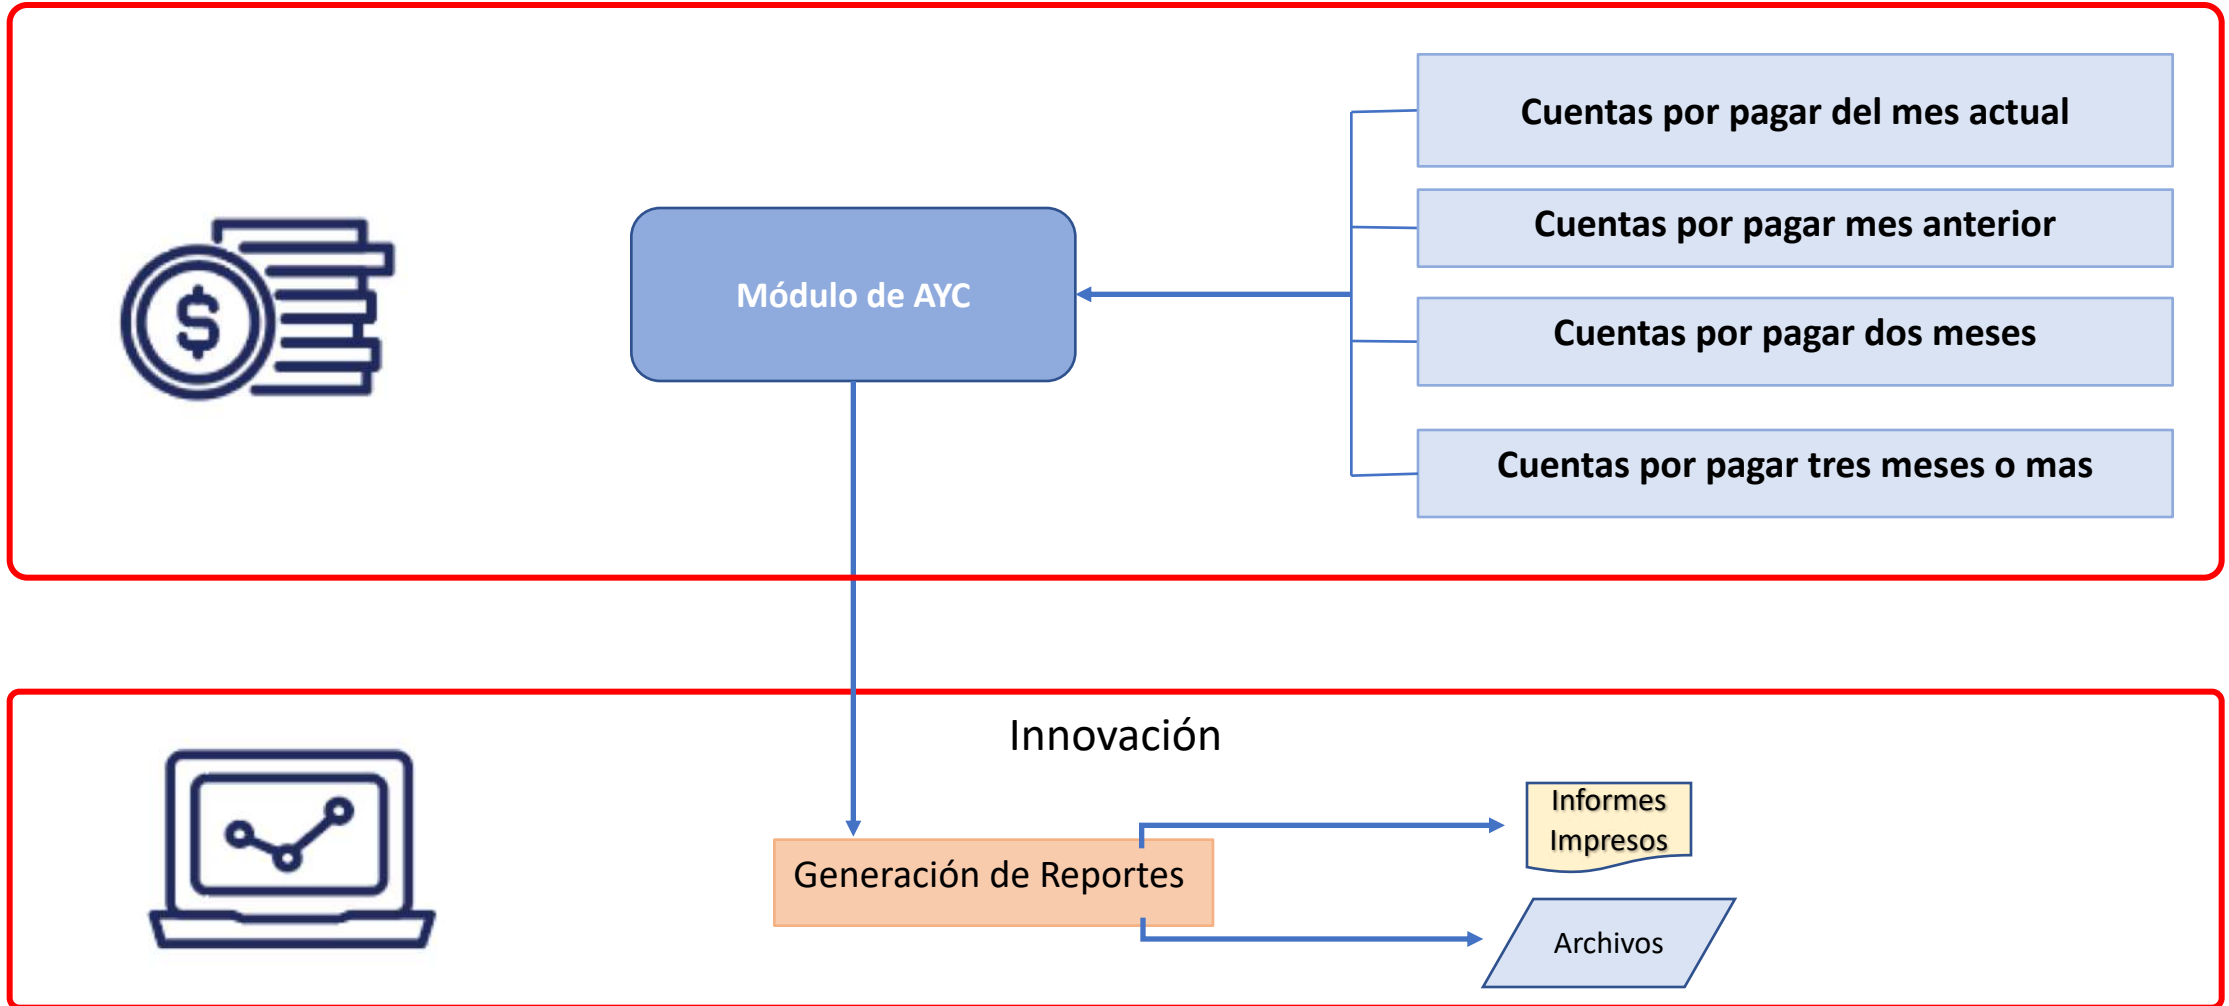 Cuentas por pagar del mes actual
Cuentas por pagar mes anterior
Módulo de AYC
$
Cuentas por pagar dos meses
Cuentas por pagar tres meses o mas
Innovación
Informes
Impresos
Generación de Reportes
Archivos